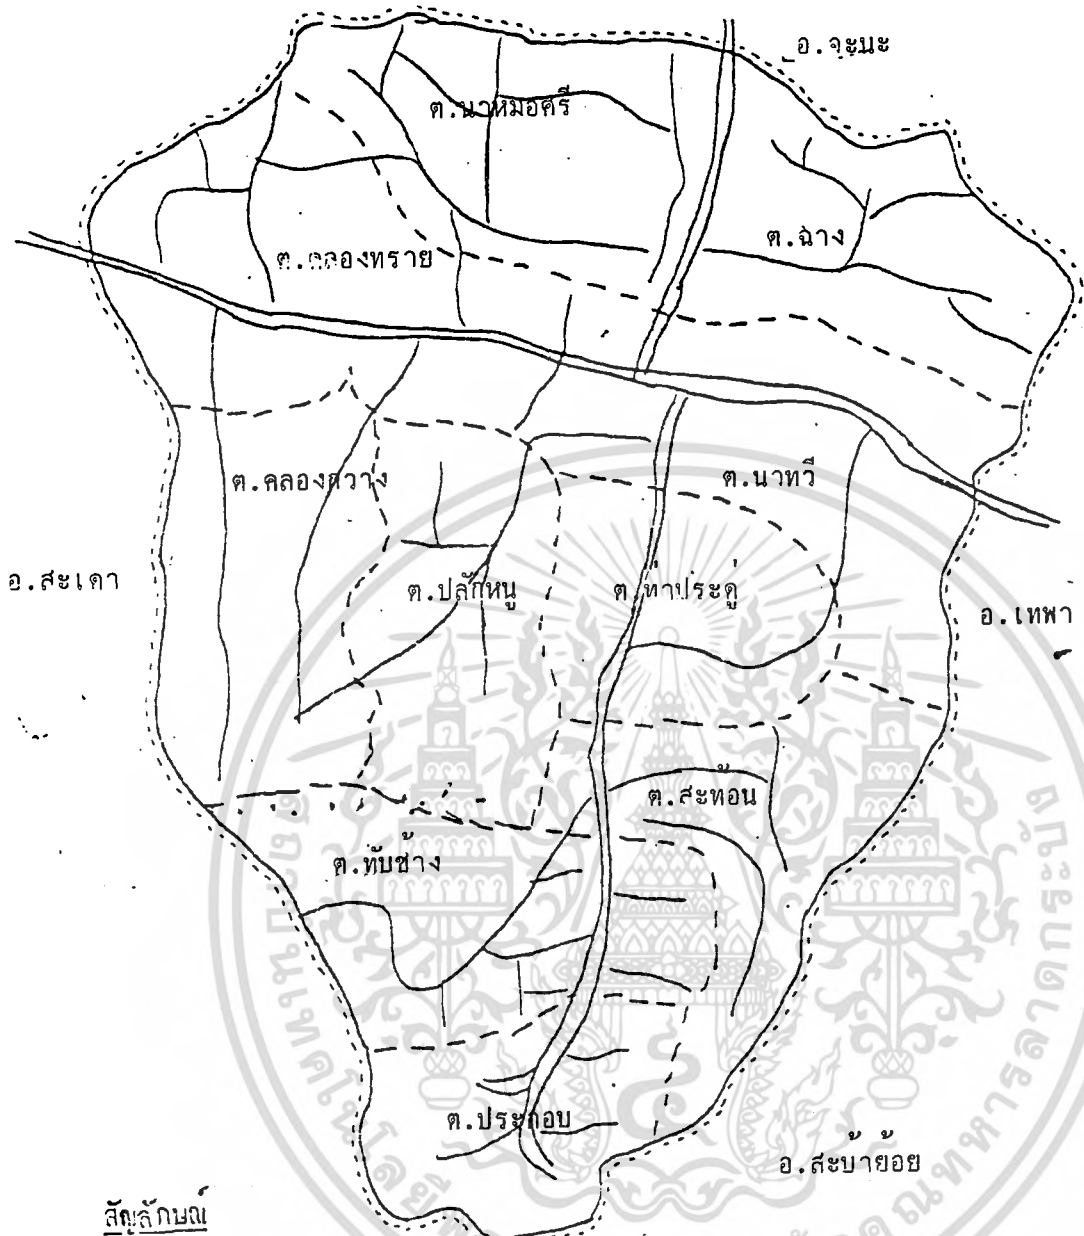 อ.จะนะ
ต.นาหมอศรี
ต.ฉาง
ต.คลองทราย
ต.คลองกวาง
ต.นาทวี
อ.สะเดา
ต.ปลักหนู
ต.ท่าประดู่
อ.เทพา
ต.สะท้อน
ต.ทับช้าง
ต.ประกอบ
อ.สะบ้าย้อย
สัญลักษณ์